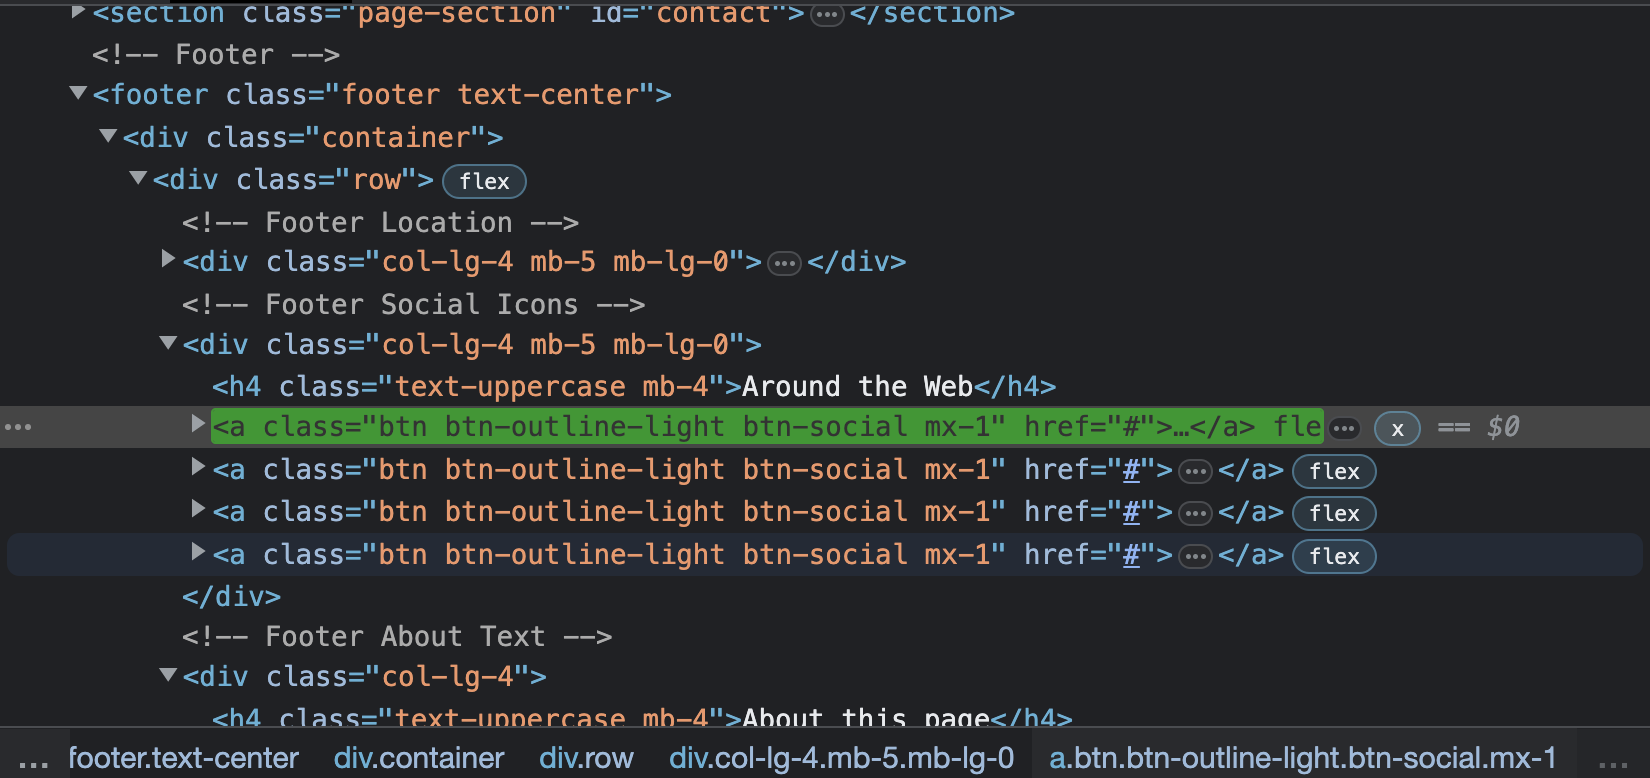 <section class="page-section" id="contact">…</section>
<!-- Footer -->
<footer class="footer text-center">
<div class="container">
<div class="row"> flex
<!-- Footer Location -->
<div class="col-lg-4 mb-5 mb-lg-0">…</div>
<!-- Footer Social Icons -->
<div class="col-lg-4 mb-5 mb-lg-0">
<h4 class="text-uppercase mb-4">Around the Web</h4>
… <a class="btn btn-outline-light btn-social mx-1" href="#">…</a> fle … x == $0
<a class="btn btn-outline-light btn-social mx-1" href="#">…</a> flex
<a class="btn btn-outline-light btn-social mx-1" href="#">…</a> flex
<a class="btn btn-outline-light btn-social mx-1" href="#">…</a> flex
</div>
<!-- Footer About Text -->
<div class="col-lg-4">
<h4 class="text-uppercase mb-4">About this page</h4>
… footer.text-center div.container div.row div.col-lg-4.mb-5.mb-lg-0 a.btn.btn-outline-light.btn-social.mx-1 …